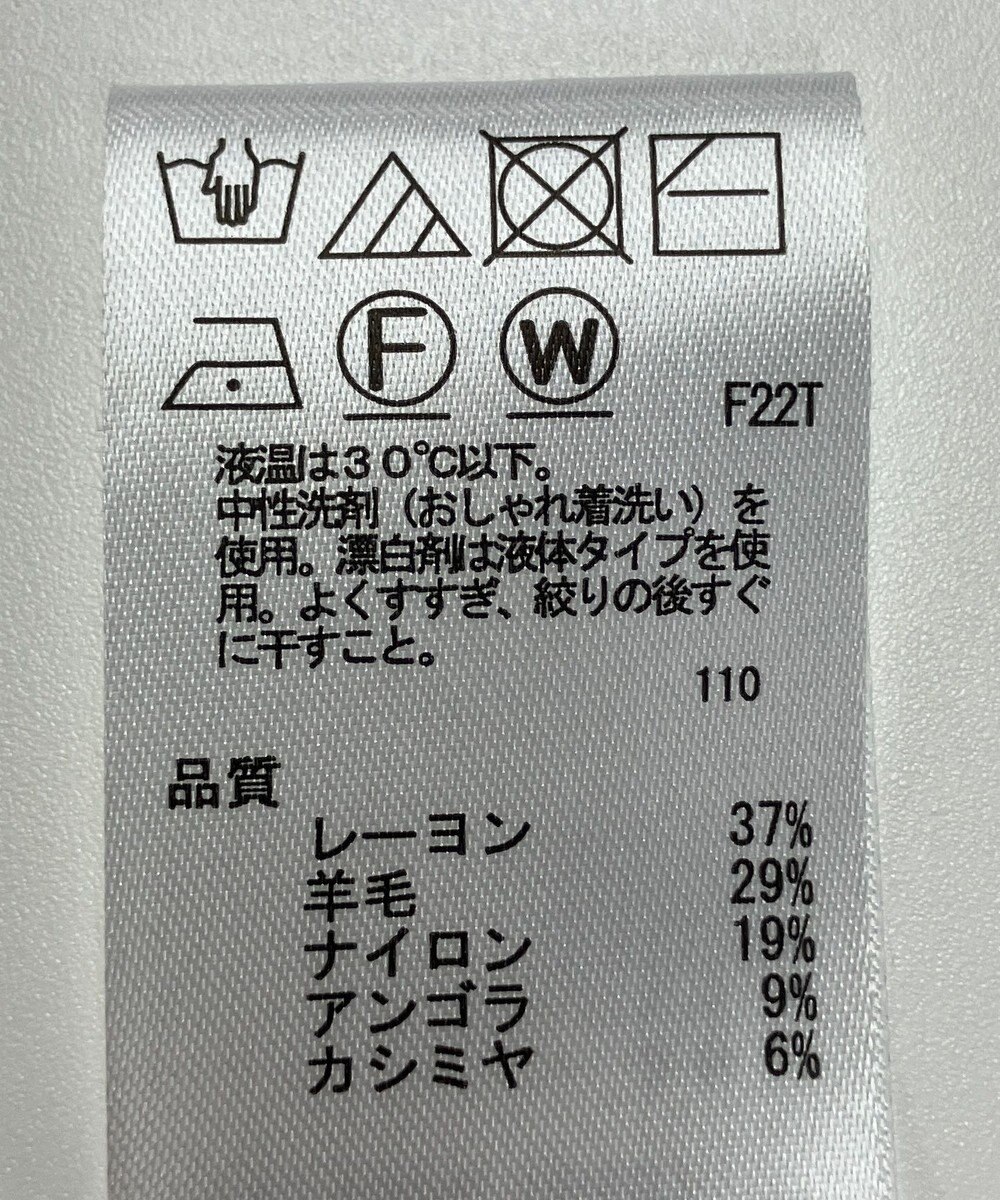 F W
F22T
液温は３０℃以下。
中性洗剤（おしゃれ着洗い）を
使用。漂白剤は液体タイプを使
用。よくすすぎ、絞りの後すぐ
に干すこと。
110
品質
レーヨン 37%
羊毛 29%
ナイロン 19%
アンゴラ 9%
カシミヤ 6%